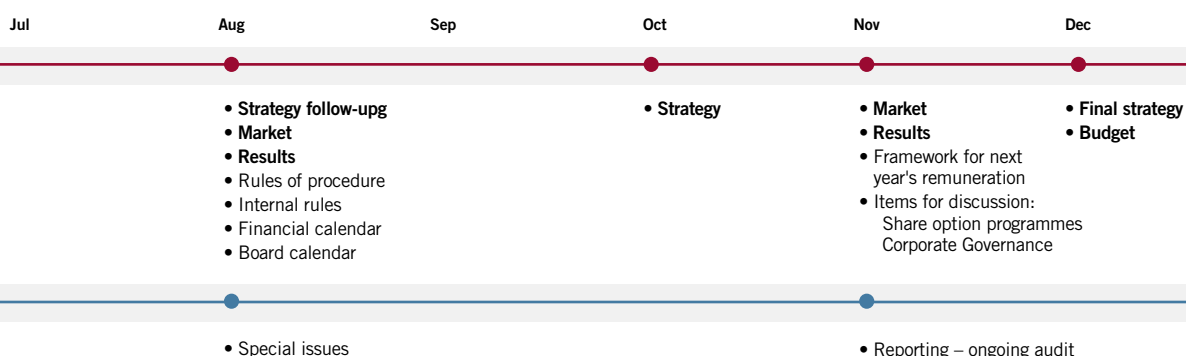 Jul Aug Sep Oct Nov Dec
• Strategy follow-upg
• Market
• Results
• Rules of procedure
• Internal rules
• Financial calendar
• Board calendar
• Strategy
• Market
• Results
• Framework for next
year's remuneration
• Items for discussion:
Share option programmes
Corporate Governance
• Final strategy
• Budget
• Special issues
• Reporting – ongoing audit